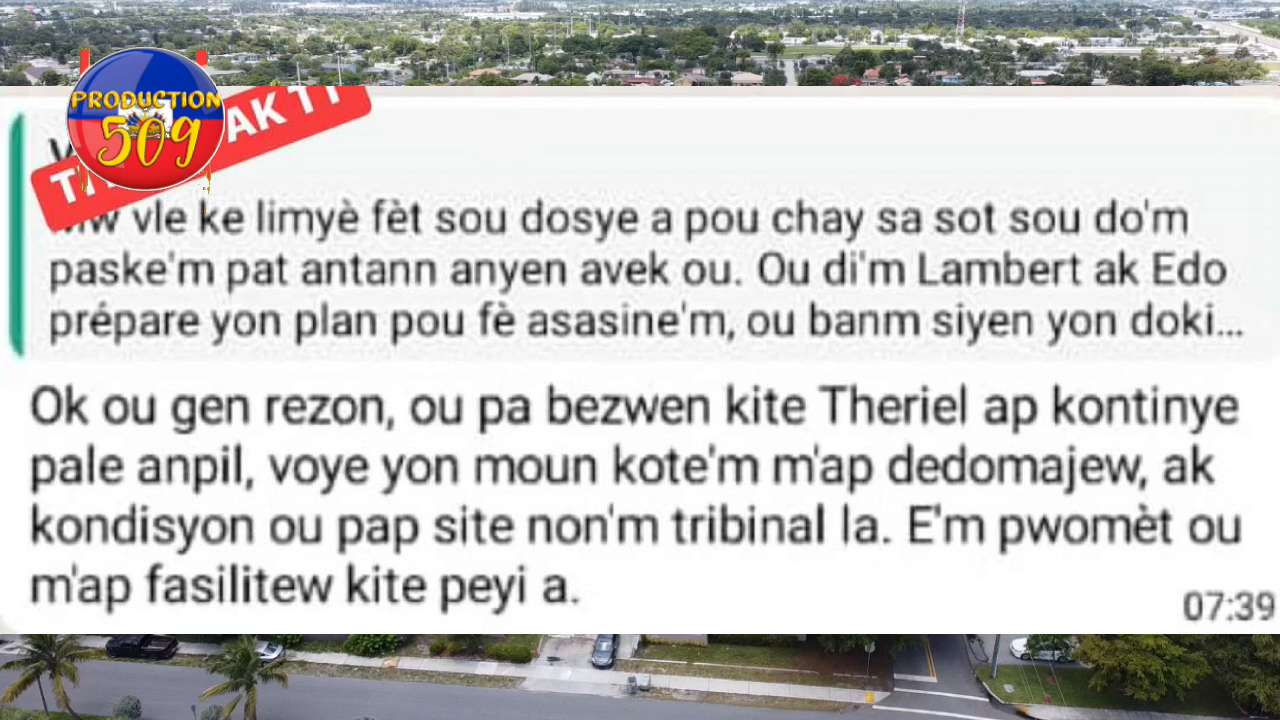 PRODUCTION
509
AK TI
vle ke limyè fèt sou dosye a pou chay sa sot sou do'm
paske'm pat antann anyen avek ou. Ou di'm Lambert ak Edo
prépare yon plan pou fè asasine'm, ou banm siyen yon doki...
Ok ou gen rezon, ou pa bezwen kite Theriel ap kontinye
pale anpil, voye yon moun kote'm m'ap dedomajew, ak
kondisyon ou pap site non'm tribinal la. E'm pwomèt ou
m'ap fasilitew kite peyi a.
07:39